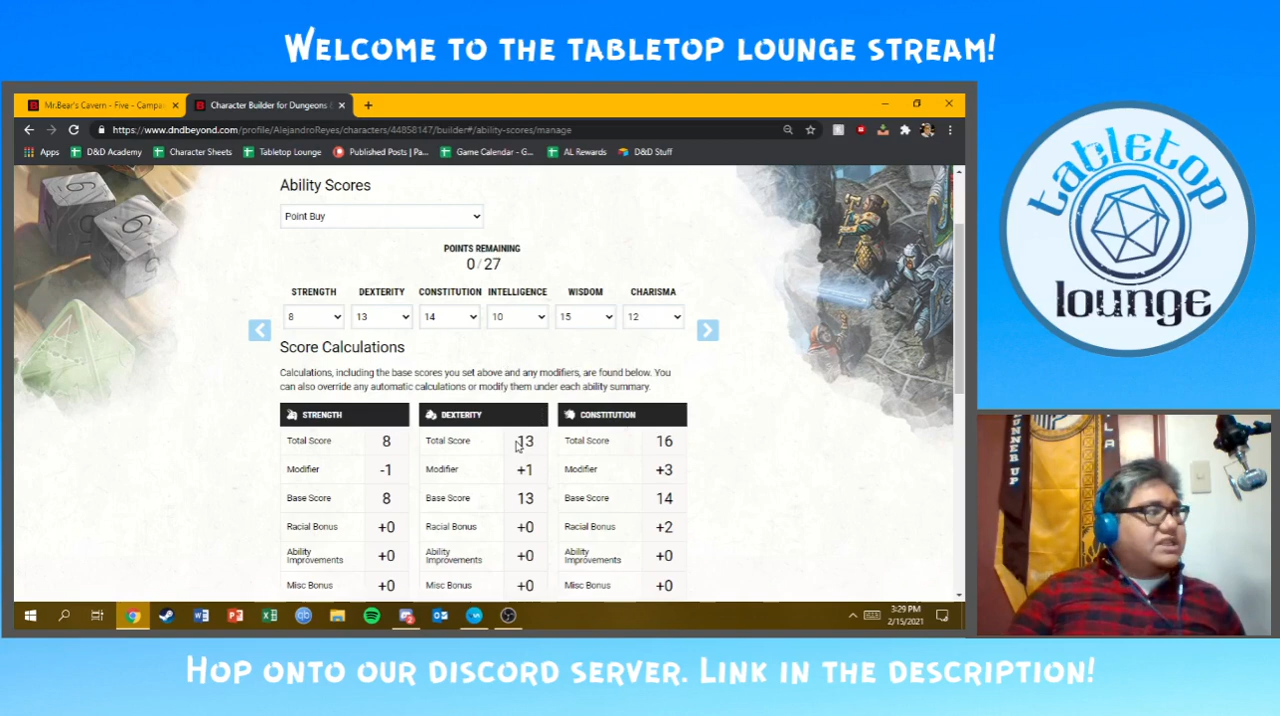 WELCOME TO THE TABLETOP LOUNGE STREAM!
Mr.Bear's Cavern - Five - Campa
Character Builder for Dungeons &
https://www.dndbeyond.com/profile/AlejandroReyes/characters/44858147/builder#/ability-scores/manage
Apps D&D Academy Character Sheets Tabletop Lounge Published Posts | Pa... Game Calendar - G... AL Rewards D&D Stuff
Ability Scores
Point Buy
POINTS REMAINING
0 / 27
STRENGTH DEXTERITY CONSTITUTION INTELLIGENCE WISDOM CHARISMA
8 13 14 10 15 12
Score Calculations
Calculations, including the base scores you set above and any modifiers, are found below. You
can also override any automatic calculations or modify them under each ability summary.
STRENGTH DEXTERITY CONSTITUTION
Total Score 8 Total Score 13 Total Score 16
Modifier -1 Modifier +1 Modifier +3
Base Score 8 Base Score 13 Base Score 14
Racial Bonus +0 Racial Bonus +0 Racial Bonus +2
Ability Improvements +0 Ability Improvements +0 Ability Improvements +0
Misc Bonus +0 Misc Bonus +0 Misc Bonus +0
3:29 PM
2/15/2021
tabletop
lounge
RUNNER UP
LA
HOP ONTO OUR DISCORD SERVER. LINK IN THE DESCRIPTION!